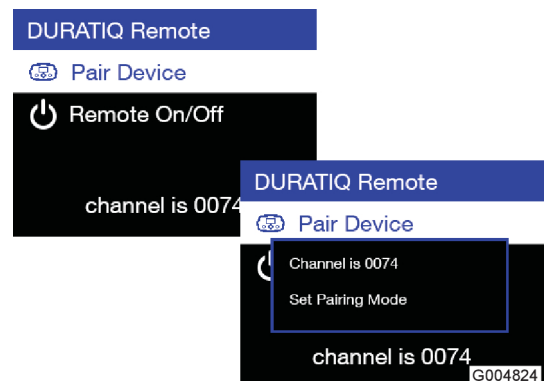 DURATIQ Remote
Pair Device
Remote On/Off
channel is 0074
DURATIQ Remote
Pair Device
Channel is 0074
Set Pairing Mode
channel is 0074
G004824